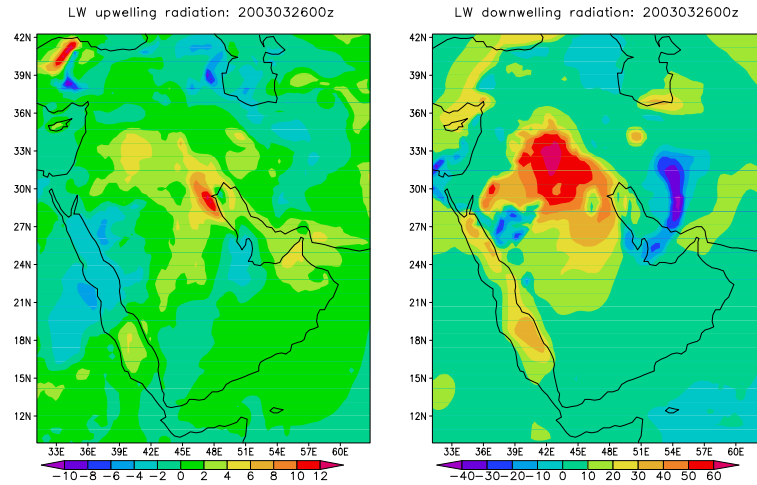 LW upwelling radiation: 2003032600z
LW downwelling radiation: 2003032600z
42N
39N
36N
33N
30N
27N
24N
21N
18N
15N
12N
33E 36E 39E 42E 45E 48E 51E 54E 57E 60E
−10 −8 −6 −4 −2 0 2 4 6 8 10 12
42N
39N
36N
33N
30N
27N
24N
21N
18N
15N
12N
33E 36E 39E 42E 45E 48E 51E 54E 57E 60E
−40 −30 −20 −10 0 10 20 30 40 50 60